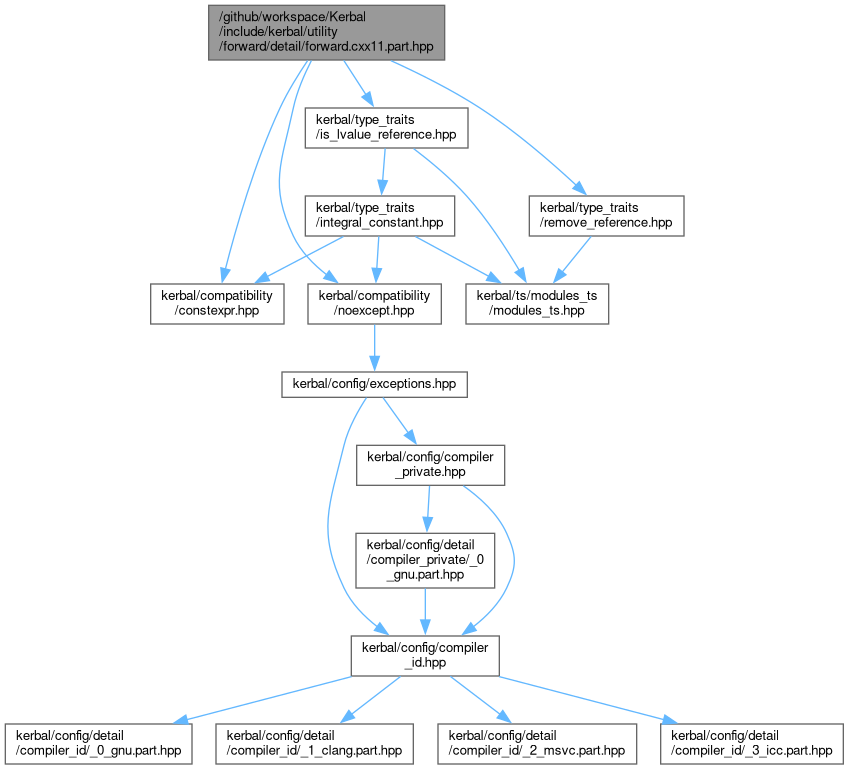 /github/workspace/Kerbal
/include/kerbal/utility
/forward/detail/forward.cxx11.part.hpp
kerbal/type_traits
/is_lvalue_reference.hpp
kerbal/type_traits
/integral_constant.hpp
kerbal/type_traits
/remove_reference.hpp
kerbal/compatibility
/constexpr.hpp
kerbal/compatibility
/noexcept.hpp
kerbal/ts/modules_ts
/modules_ts.hpp
kerbal/config/exceptions.hpp
kerbal/config/compiler
_private.hpp
kerbal/config/detail
/compiler_private/_0
_gnu.part.hpp
kerbal/config/compiler
_id.hpp
kerbal/config/detail
/compiler_id/_0_gnu.part.hpp
kerbal/config/detail
/compiler_id/_1_clang.part.hpp
kerbal/config/detail
/compiler_id/_2_msvc.part.hpp
kerbal/config/detail
/compiler_id/_3_icc.part.hpp